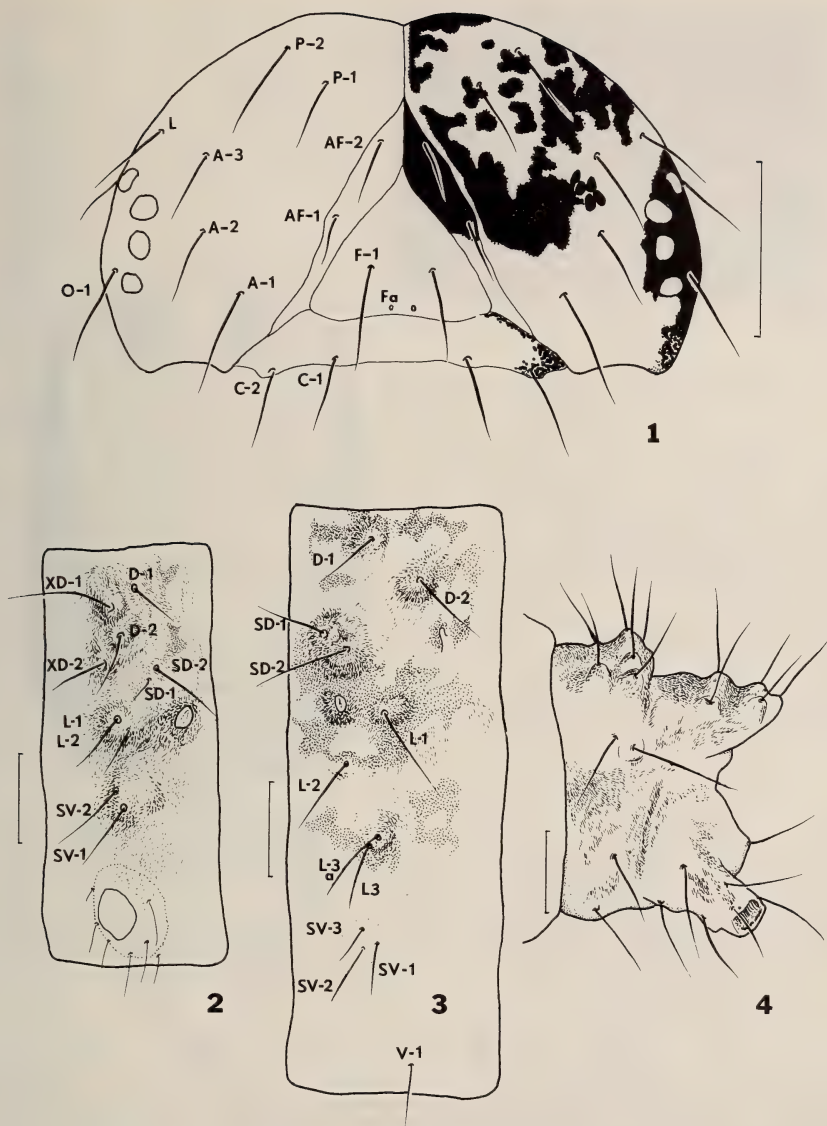 P-2
P-1
L
AF-2
A-3
AF-1
A-2
F-1
O-1
A-1
Fa
C-2
C-1
1
XD-1
D-1
D-2
XD-2
SD-2
SD-1
L-1
L-2
SV-2
SV-1
2
D-1
D-2
SD-1
SD-2
L-1
L-2
L-3
a
L3
SV-3
SV-1
SV-2
V-1
3
4